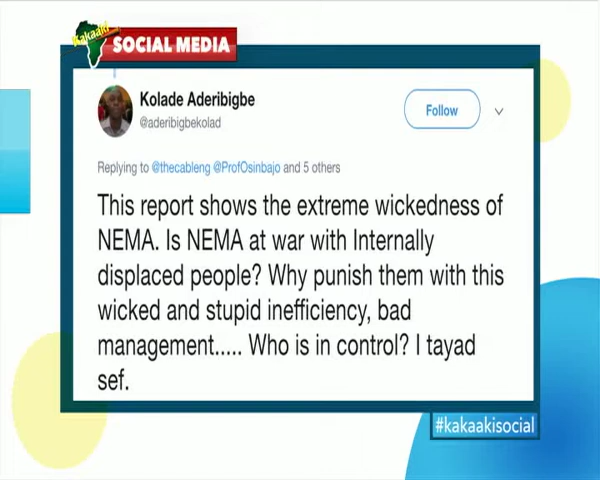 Kakaaki
SOCIAL MEDIA
Kolade Aderibigbe
@aderibigbekolad
Follow
Replying to @thecableng @ProfOsinbajo and 5 others
This report shows the extreme wickedness of
NEMA. Is NEMA at war with Internally
displaced people? Why punish them with this
wicked and stupid inefficiency, bad
management..... Who is in control? I tayad
sef.
#kakaakisocial